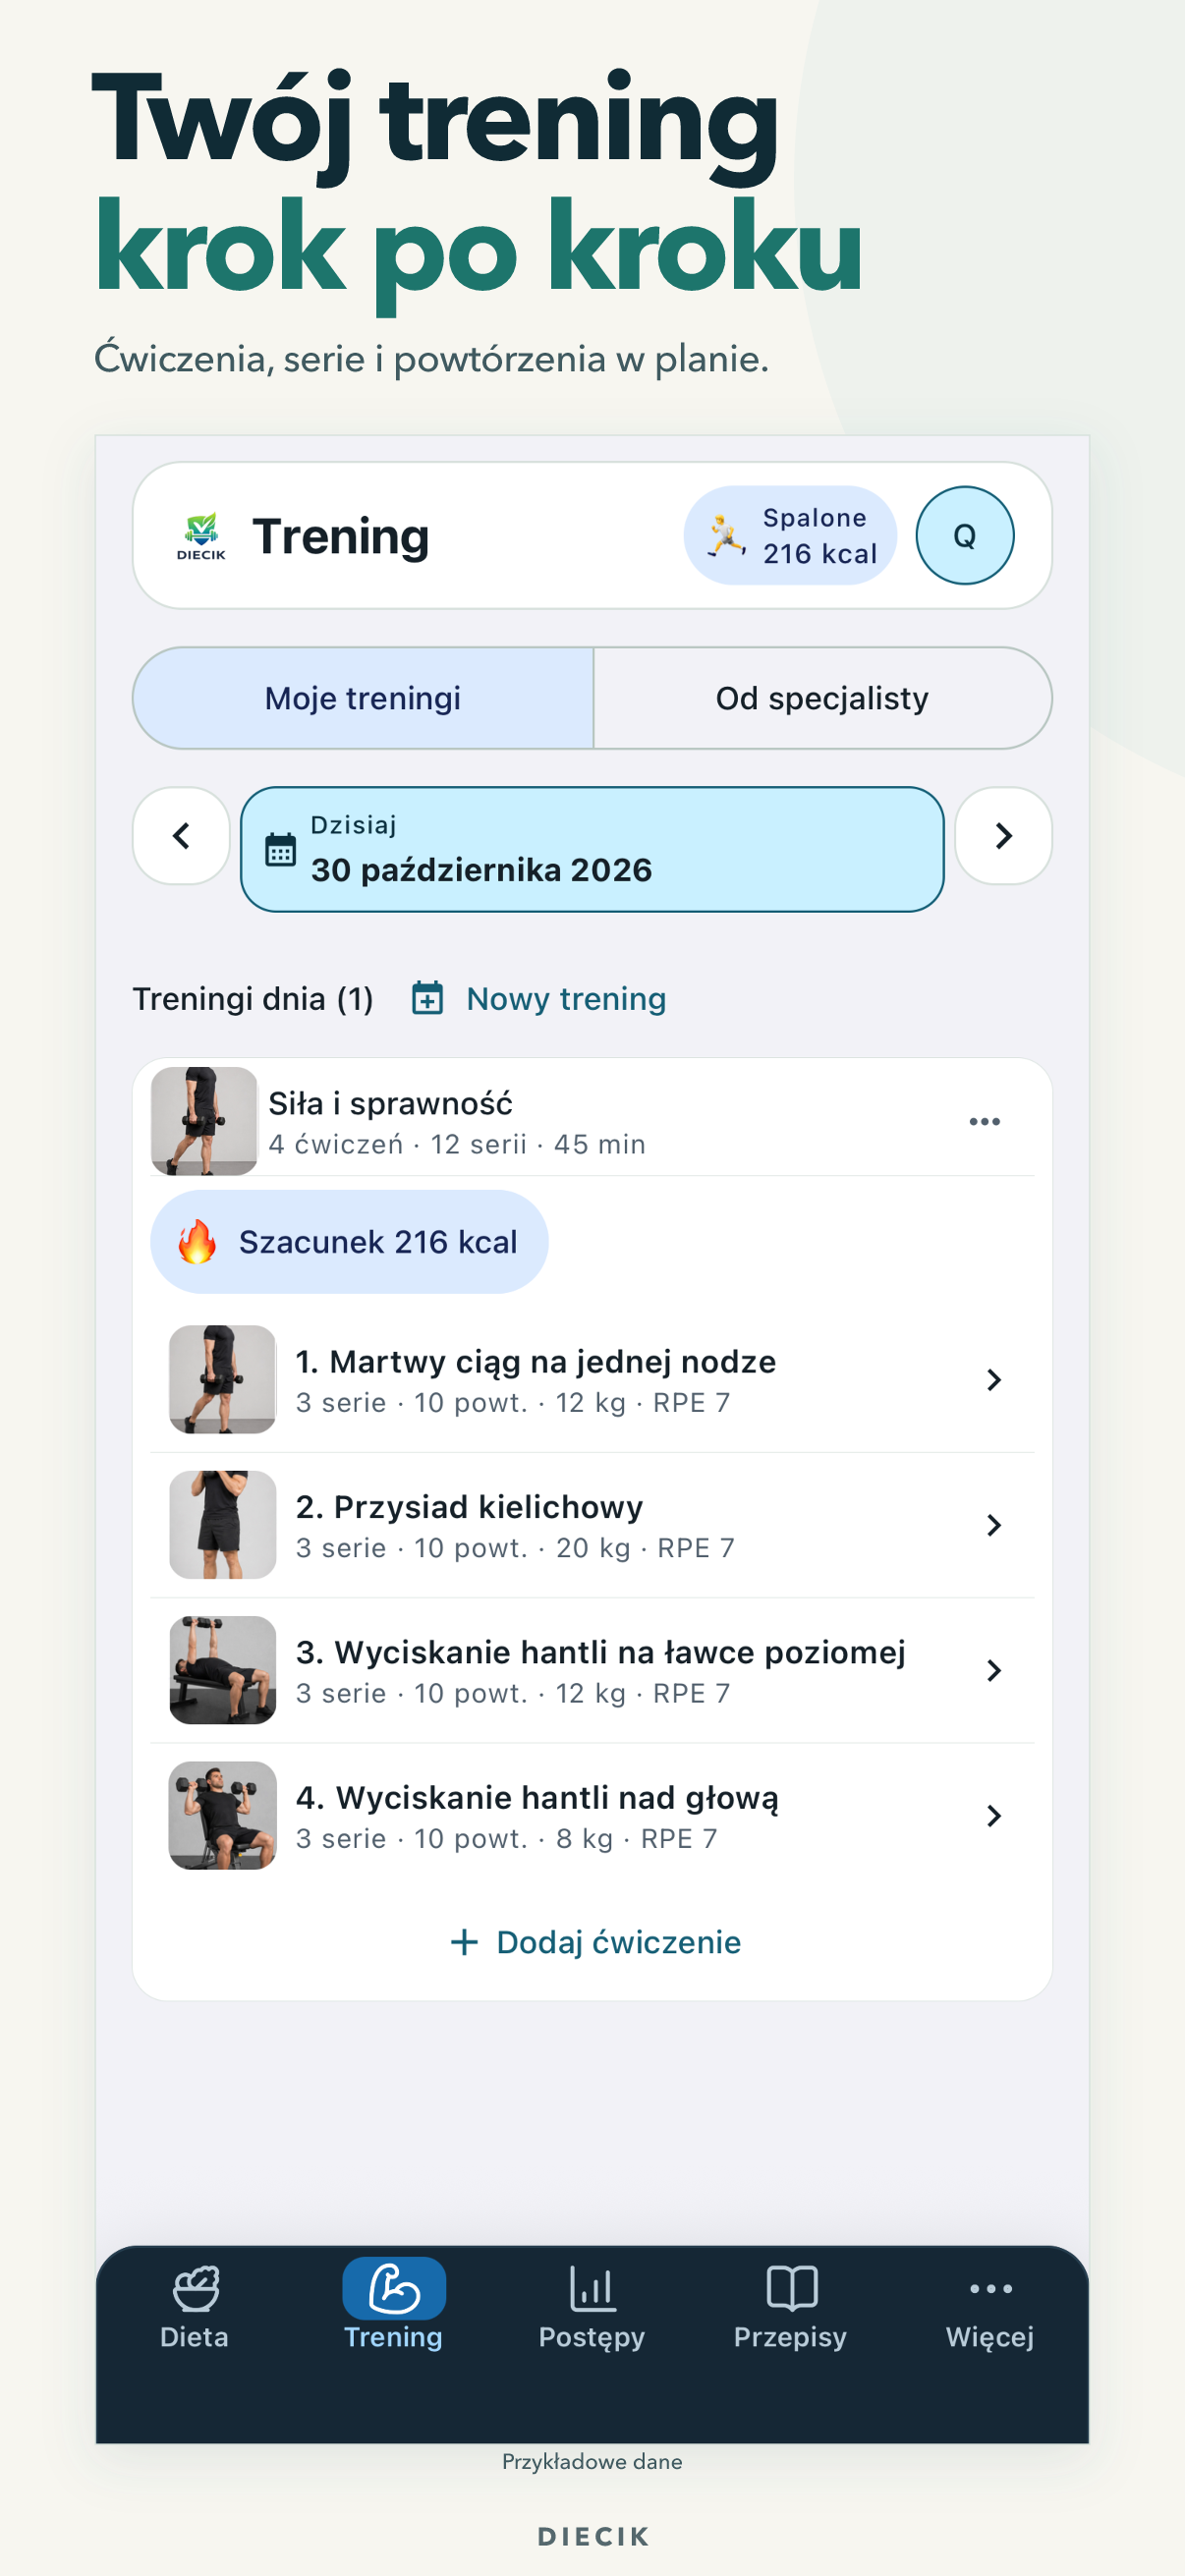 Twój trening
krok po kroku
Ćwiczenia, serie i powtórzenia w planie.
DIECIK
Trening
Spalone
216 kcal
Q
Moje treningi
Od specjalisty
Dzisiaj
30 października 2026
Treningi dnia (1)
Nowy trening
Siła i sprawność
4 ćwiczeń · 12 serii · 45 min
Szacunek 216 kcal
1. Martwy ciąg na jednej nodze
3 serie · 10 powt. · 12 kg · RPE 7
2. Przysiad kielichowy
3 serie · 10 powt. · 20 kg · RPE 7
3. Wyciskanie hantli na ławce poziomej
3 serie · 10 powt. · 12 kg · RPE 7
4. Wyciskanie hantli nad głową
3 serie · 10 powt. · 8 kg · RPE 7
+ Dodaj ćwiczenie
Dieta
Trening
Postępy
Przepisy
Więcej
Przykładowe dane
DIECIK